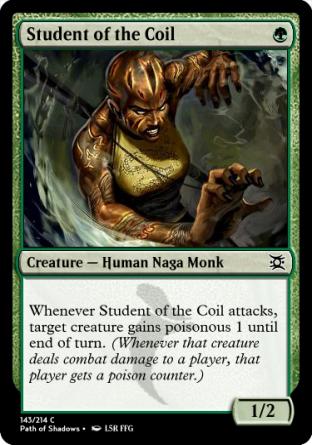 Student of the Coil
Creature — Human Naga Monk
Whenever Student of the Coil attacks,
target creature gains poisonous 1 until
end of turn. (Whenever that creature
deals combat damage to a player, that
player gets a poison counter.)
1/2
143/214 C
Path of Shadows • LSR FFG